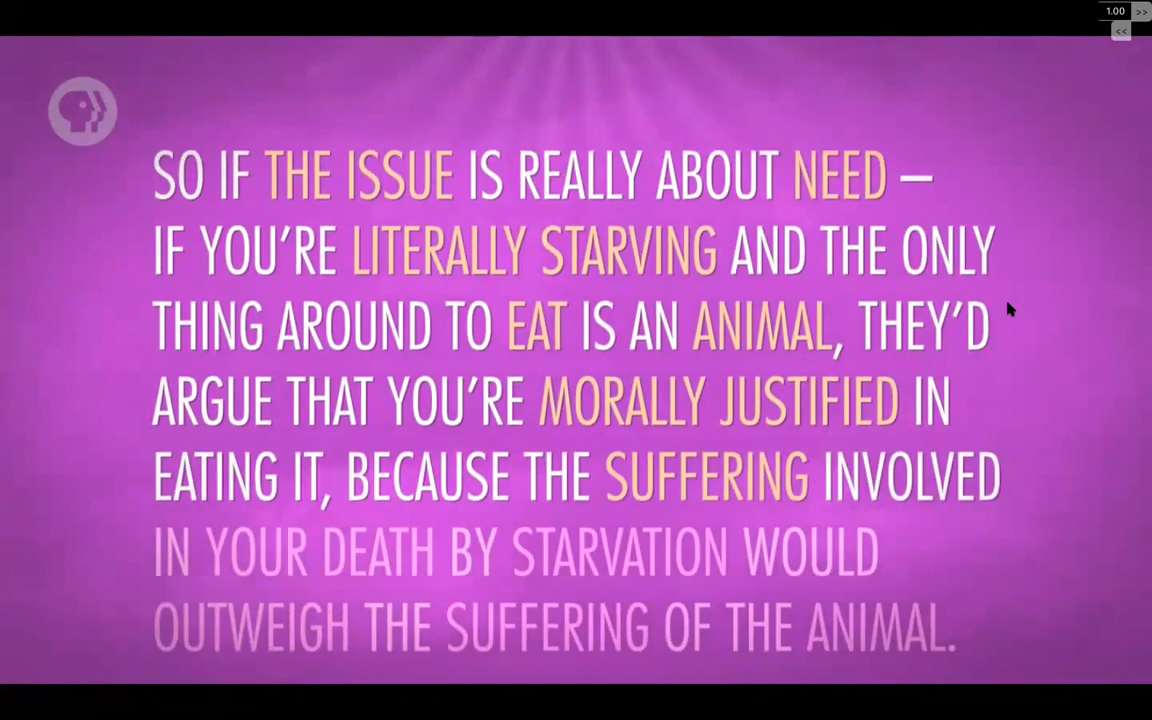 1.00 >>
<<
SO IF THE ISSUE IS REALLY ABOUT NEED –
IF YOU'RE LITERALLY STARVING AND THE ONLY
THING AROUND TO EAT IS AN ANIMAL, THEY'D
ARGUE THAT YOU'RE MORALLY JUSTIFIED IN
EATING IT, BECAUSE THE SUFFERING INVOLVED
IN YOUR DEATH BY STARVATION WOULD
OUTWEIGH THE SUFFERING OF THE ANIMAL.